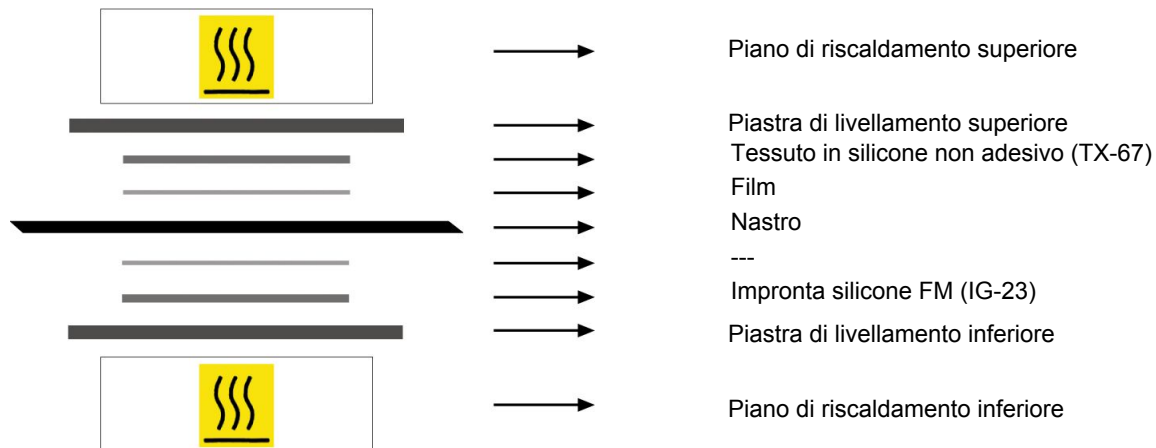 Piano di riscaldamento superiore
Piastra di livellamento superiore
Tessuto in silicone non adesivo (TX-67)
Film
Nastro
---
Impronta silicone FM (IG-23)
Piastra di livellamento inferiore
Piano di riscaldamento inferiore